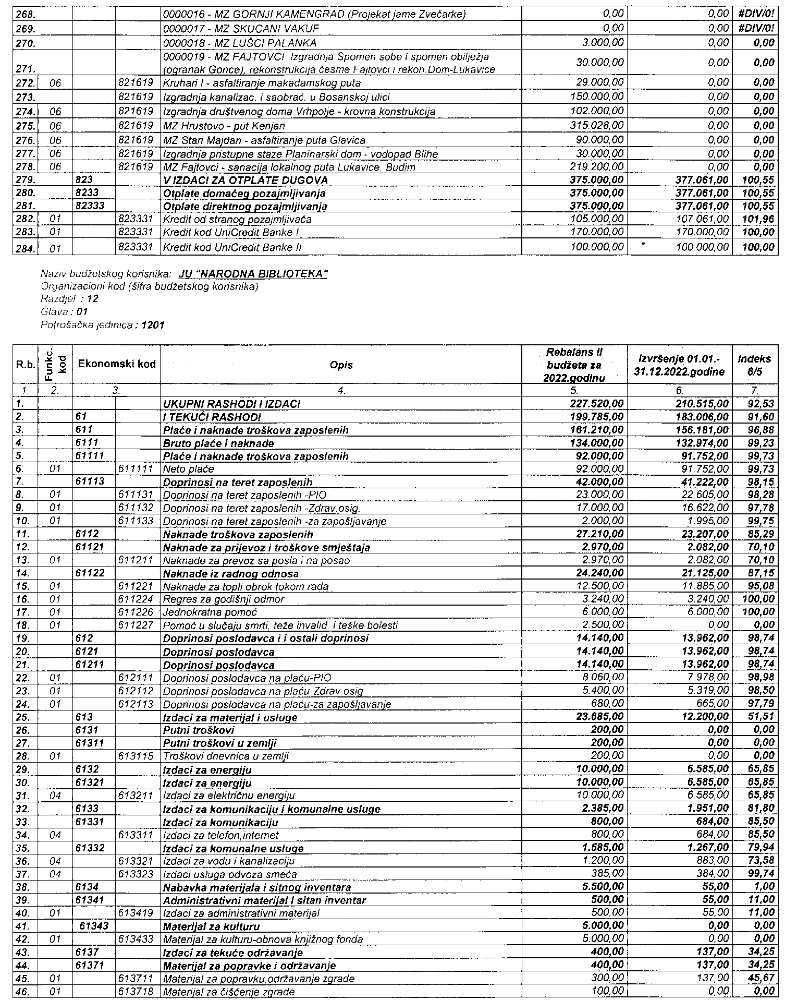 268. 0000016 - MZ GORNJI KAMENGRAD (Projekat jame Zvečarke) 0,00 0,00 #DIV/0!
269. 0000017 - MZ SKUCANI VAKUF 0,00 0,00 #DIV/0!
270. 0000018 - MZ LUŠCI PALANKA 3.000,00 0,00 0,00
0000019 - MZ FAJTOVCI Izgradnja Spomen sobe i spomen obilježja
271. (ogranak Gorice), rekonstrukcija česme Fajtovci i rekon.Dom-Lukavice 30.000,00 0,00 0,00
272. 06 821619 Kruhari I - asfaltiranje makadamskog puta 29.000,00 0,00 0,00
273. 821619 Izgradnja kanalizac. i saobrać. u Bosanskoj ulici 150.000,00 0,00 0,00
274. 06 821619 Izgradnja društvenog doma Vrhpolje - krovna konstrukcija 102.000,00 0,00 0,00
275. 06 821619 MZ Hrustovo - put Kenjari 315.028,00 0,00 0,00
276. 06 821619 MZ Stari Majdan - asfaltiranje puta Glavica 90.000,00 0,00 0,00
277. 06 821619 Izgradnja pristupne staze Planinarski dom - vodopad Blihe 30.000,00 0,00 0,00
278. 06 821619 MZ Fajtovci - sanacija lokalnog puta Lukavice, Budim 219.200,00 0,00 0,00
279. 823 V IZDACI ZA OTPLATE DUGOVA 375.000,00 377.061,00 100,55
280. 8233 Otplate domaćeg pozajmljivanja 375.000,00 377.061,00 100,55
281. 82333 Otplate direktnog pozajmljivanja 375.000,00 377.061,00 100,55
282. 01 823331 Kredit od stranog pozajmljivača 105.000,00 107.061,00 101,96
283. 01 823331 Kredit kod UniCredit Banke I 170.000,00 170.000,00 100,00
284. 01 823331 Kredit kod UniCredit Banke II 100.000,00 100.000,00 100,00
Naziv budžetskog korisnika: JU "NARODNA BIBLIOTEKA"
Organizacioni kod (šifra budžetskog korisnika)
Razdjel : 12
Glava : 01
Potrošačka jedinica : 1201
R.b. Funkc. kod Ekonomski kod Opis Rebalans II budžeta za 2022.godinu Izvršenje 01.01.-31.12.2022.godine Indeks 6/5
1. 2. 3. 4. 5. 6. 7.
1. UKUPNI RASHODI I IZDACI 227.520,00 210.515,00 92,53
2. 61 I TEKUĆI RASHODI 199.785,00 183.006,00 91,60
3. 611 Plaće i naknade troškova zaposlenih 161.210,00 156.181,00 96,88
4. 6111 Bruto plaće i naknade 134.000,00 132.974,00 99,23
5. 61111 Plaće i naknade troškova zaposlenih 92.000,00 91.752,00 99,73
6. 01 611111 Neto plaće 92.000,00 91.752,00 99,73
7. 61113 Doprinosi na teret zaposlenih 42.000,00 41.222,00 98,15
8. 01 611131 Doprinosi na teret zaposlenih -PIO 23.000,00 22.605,00 98,28
9. 01 611132 Doprinosi na teret zaposlenih -Zdrav.osig. 17.000,00 16.622,00 97,78
10. 01 611133 Doprinosi na teret zaposlenih -za zapošljavanje 2.000,00 1.995,00 99,75
11. 6112 Naknade troškova zaposlenih 27.210,00 23.207,00 85,29
12. 61121 Naknade za prijevoz i troškove smještaja 2.970,00 2.082,00 70,10
13. 01 611211 Naknade za prevoz sa posla i na posao 2.970,00 2.082,00 70,10
14. 61122 Naknade iz radnog odnosa 24.240,00 21.125,00 87,15
15. 01 611221 Naknade za topli obrok tokom rada 12.500,00 11.885,00 95,08
16. 01 611224 Regres za godišnji odmor 3.240,00 3.240,00 100,00
17. 01 611226 Jednokratna pomoć 6.000,00 6.000,00 100,00
18. 01 611227 Pomoć u slučaju smrti, teže invalid. i teške bolesti 2.500,00 0,00 0,00
19. 612 Doprinosi poslodavca i i ostali doprinosi 14.140,00 13.962,00 98,74
20. 6121 Doprinosi poslodavca 14.140,00 13.962,00 98,74
21. 61211 Doprinosi poslodavca 14.140,00 13.962,00 98,74
22. 01 612111 Doprinosi poslodavca na plaću-PIO 8.060,00 7.978,00 98,98
23. 01 612112 Doprinosi poslodavca na plaću-Zdrav.osig. 5.400,00 5.319,00 98,50
24. 01 612113 Doprinosi poslodavca na plaću-za zapošljavanje 680,00 665,00 97,79
25. 613 Izdaci za materijal i usluge 23.685,00 12.200,00 51,51
26. 6131 Putni troškovi 200,00 0,00 0,00
27. 61311 Putni troškovi u zemlji 200,00 0,00 0,00
28. 01 613115 Troškovi dnevnica u zemlji 200,00 0,00 0,00
29. 6132 Izdaci za energiju 10.000,00 6.585,00 65,85
30. 61321 Izdaci za energiju 10.000,00 6.585,00 65,85
31. 04 613211 Izdaci za električnu energiju 10.000,00 6.585,00 65,85
32. 6133 Izdaci za komunikaciju i komunalne usluge 2.385,00 1.951,00 81,80
33. 61331 Izdaci za komunikaciju 800,00 684,00 85,50
34. 04 613311 Izdaci za telefon,internet 800,00 684,00 85,50
35. 61332 Izdaci za komunalne usluge 1.585,00 1.267,00 79,94
36. 04 613321 Izdaci za vodu i kanalizaciju 1.200,00 883,00 73,58
37. 04 613323 Izdaci usluga odvoza smeća 385,00 384,00 99,74
38. 6134 Nabavka materijala i sitnog inventara 5.500,00 55,00 1,00
39. 61341 Administrativni materijal i sitan inventar 500,00 55,00 11,00
40. 01 613419 Izdaci za administrativni materijal 500,00 55,00 11,00
41. 61343 Materijal za kulturu 5.000,00 0,00 0,00
42. 01 613433 Materijal za kulturu-obnova knjižnog fonda 5.000,00 0,00 0,00
43. 6137 Izdaci za tekuće održavanje 400,00 137,00 34,25
44. 61371 Materijal za popravke i održavanje 400,00 137,00 34,25
45. 01 613711 Materijal za popravku,održavanje zgrade 300,00 137,00 45,67
46. 01 613718 Materijal za čišćenje zgrade 100,00 0,00 0,00